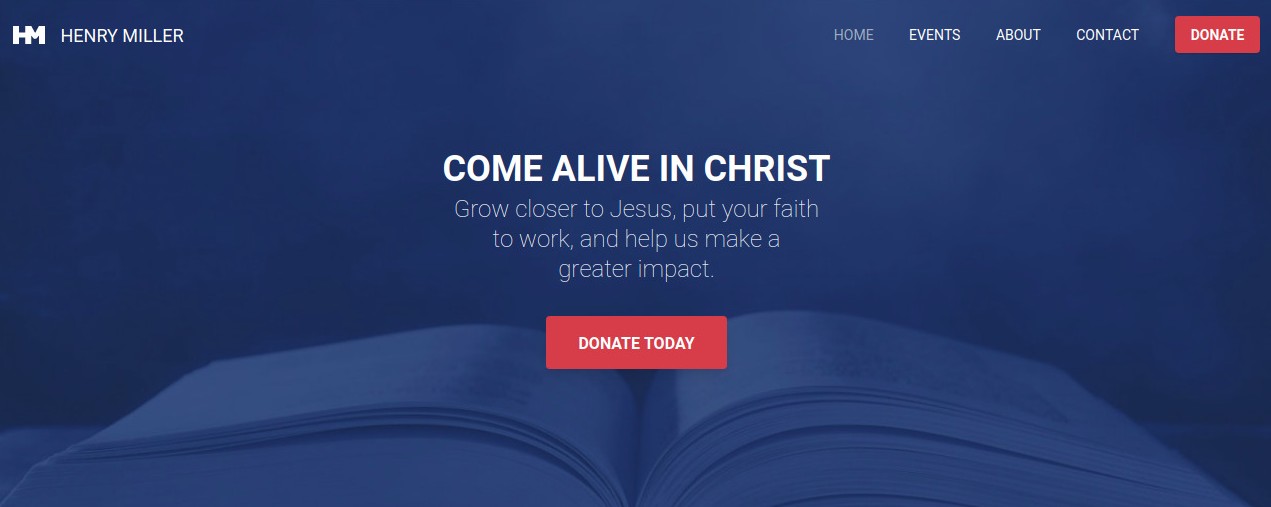 HM HENRY MILLER
HOME EVENTS ABOUT CONTACT DONATE
COME ALIVE IN CHRIST
Grow closer to Jesus, put your faith
to work, and help us make a
greater impact.
DONATE TODAY